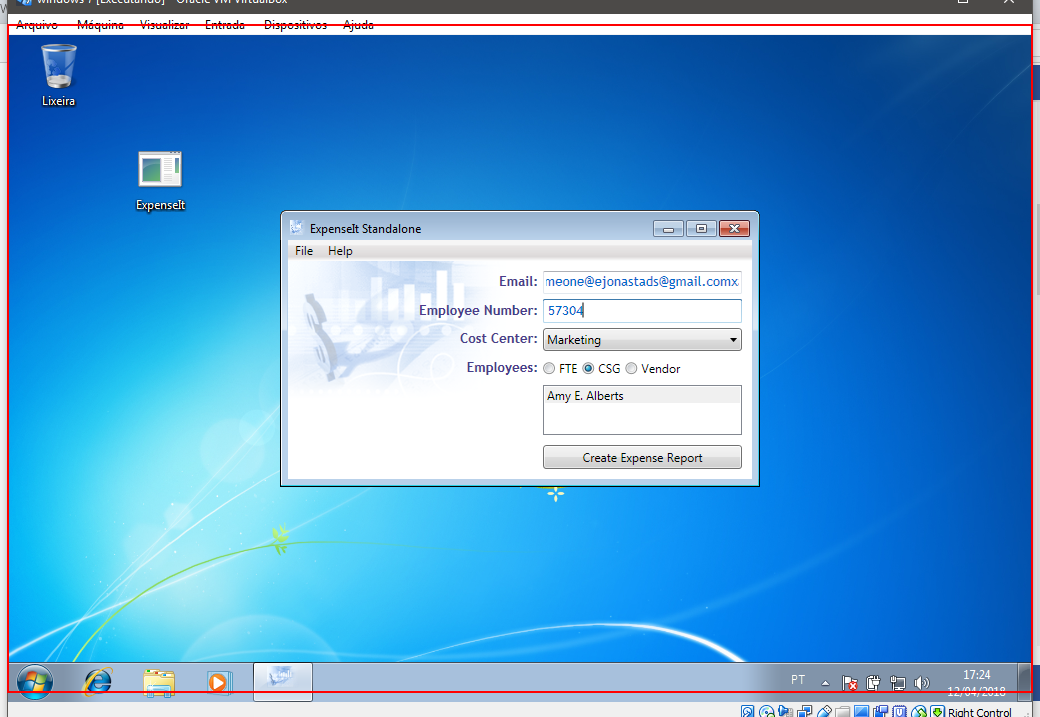 windows 7 [Executando] - Oracle VM VirtualBox
Arquivo Máquina Visualizar Entrada Dispositivos Ajuda
Lixeira
ExpenseIt
ExpenseIt Standalone
File Help
Email: meone@ejonastads@gmail.comx
Employee Number: 57304
Cost Center: Marketing
Employees: FTE CSG Vendor
Amy E. Alberts
Create Expense Report
PT 17:24
12/04/2018
Right Control